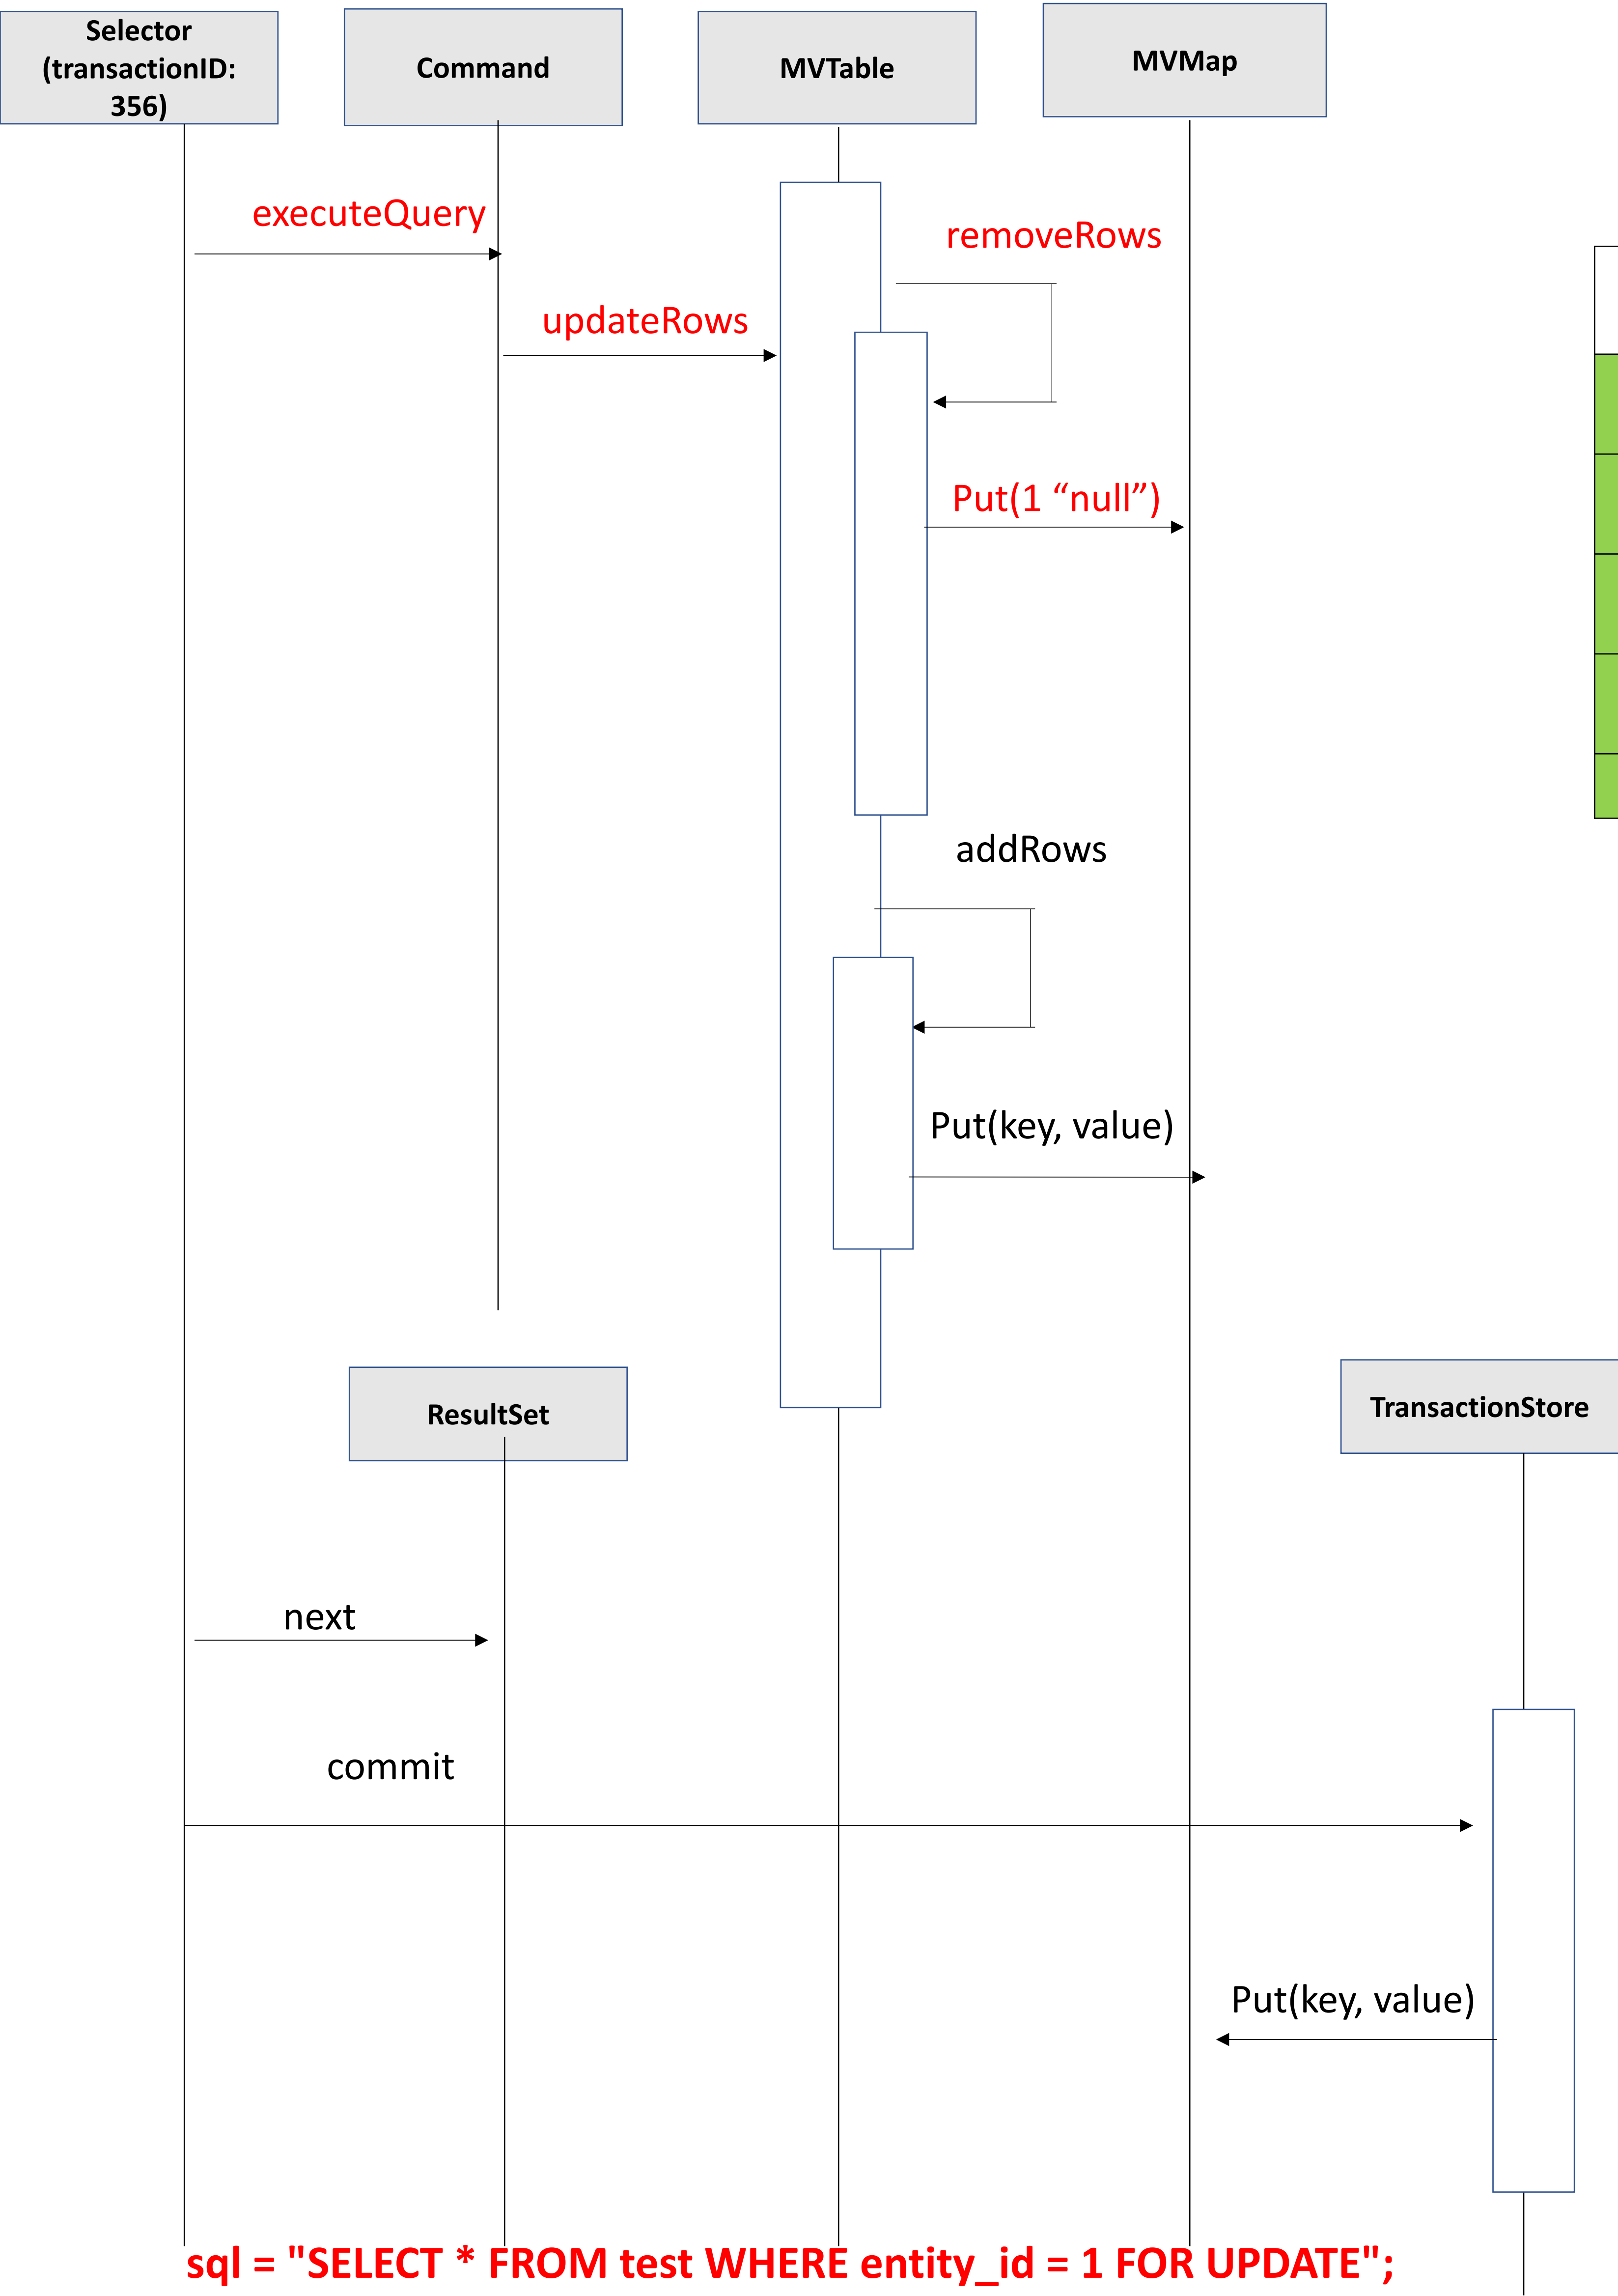 Selector
(transactionID:
356)
Command
MVTable
MVMap
executeQuery
removeRows
updateRows
Put(1 “null”)
addRows
Put(key, value)
ResultSet
TransactionStore
next
commit
Put(key, value)
sql = "SELECT * FROM test WHERE entity_id = 1 FOR UPDATE";